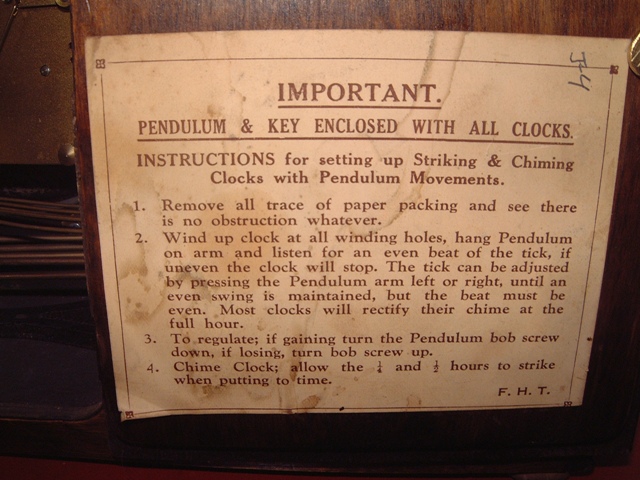 J-4
IMPORTANT.
PENDULUM & KEY ENCLOSED WITH ALL CLOCKS.
INSTRUCTIONS for setting up Striking & Chiming
Clocks with Pendulum Movements.
1. Remove all trace of paper packing and see there
is no obstruction whatever.
2. Wind up clock at all winding holes, hang Pendulum
on arm and listen for an even beat of the tick, if
uneven the clock will stop. The tick can be adjusted
by pressing the Pendulum arm left or right, until an
even swing is maintained, but the beat must be
even. Most clocks will rectify their chime at the
full hour.
3. To regulate; if gaining turn the Pendulum bob screw
down, if losing, turn bob screw up.
4. Chime Clock; allow the ¼ and ½ hours to strike
when putting to time.
F. H. T.